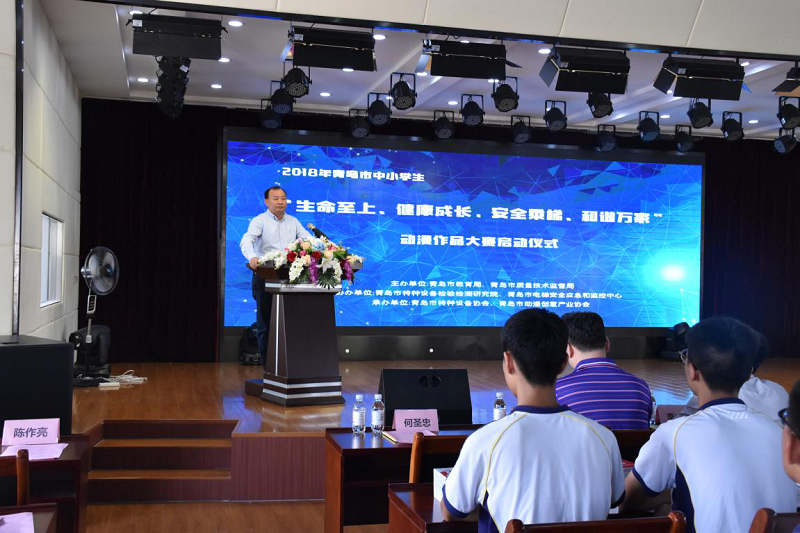 2018年青岛市中小学生
生命至上、健康成长、安全乘梯、和谐万家"
动漫作品大赛启动仪式
主办单位:青岛市教育局、青岛市质量技术监督局
协办单位:青岛市特种设备检验检测研究院、青岛市电梯安全应急和监控中心
承办单位:青岛市特种设备协会、青岛市动漫创意产业协会
陈作亮
何圣忠